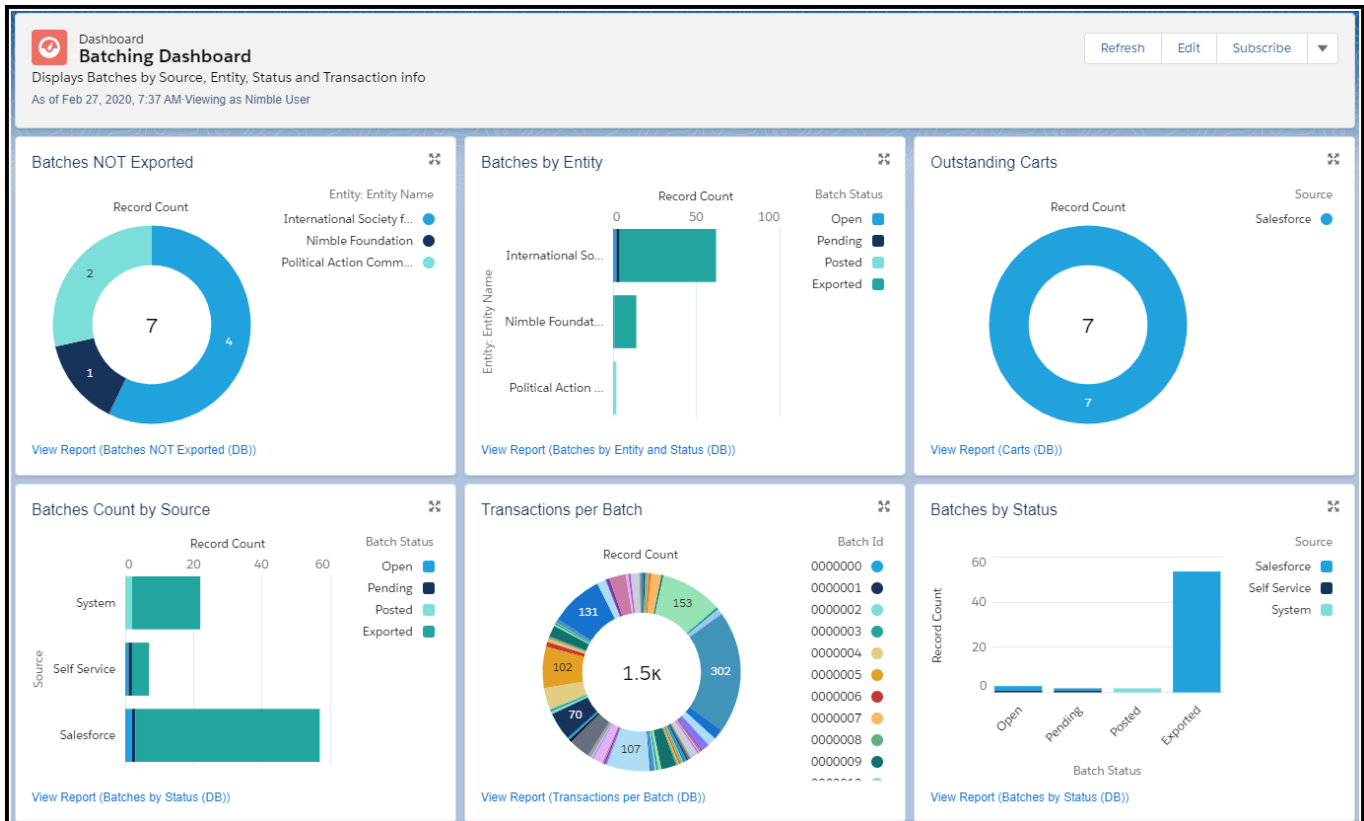 Dashboard
Batching Dashboard
Displays Batches by Source, Entity, Status and Transaction info
As of Feb 27, 2020, 7:37 AM·Viewing as Nimble User
Refresh
Edit
Subscribe
Batches NOT Exported
Record Count
Entity: Entity Name
International Society f...
Nimble Foundation
Political Action Comm...
2
7
4
1
View Report (Batches NOT Exported (DB))
Batches by Entity
Record Count
0 50 100
Batch Status
Open
Pending
Posted
Exported
Entity: Entity Name
International So...
Nimble Foundat...
Political Action ...
View Report (Batches by Entity and Status (DB))
Outstanding Carts
Record Count
Source
Salesforce
7
7
View Report (Carts (DB))
Batches Count by Source
Record Count
0 20 40 60
Batch Status
Open
Pending
Posted
Exported
Source
System
Self Service
Salesforce
View Report (Batches by Status (DB))
Transactions per Batch
Record Count
Batch Id
0000000
0000001
0000002
0000003
0000004
0000005
0000006
0000007
0000008
0000009
131
153
102
1.5K
302
70
107
View Report (Transactions per Batch (DB))
Batches by Status
Source
Salesforce
Self Service
System
Record Count
60
40
20
0
Open
Pending
Posted
Exported
Batch Status
View Report (Batches by Status (DB))